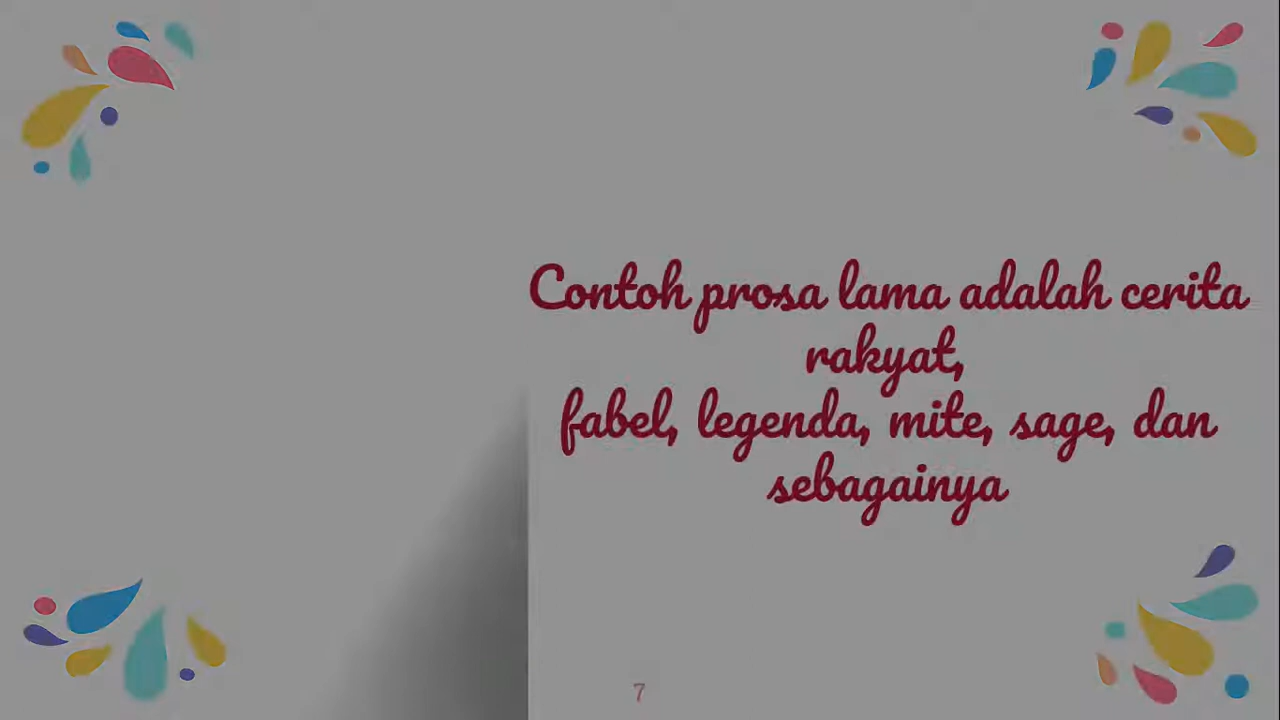 Contoh prosa lama adalah cerita
rakyat,
fabel, legenda, mite, sage, dan
sebagainya
7